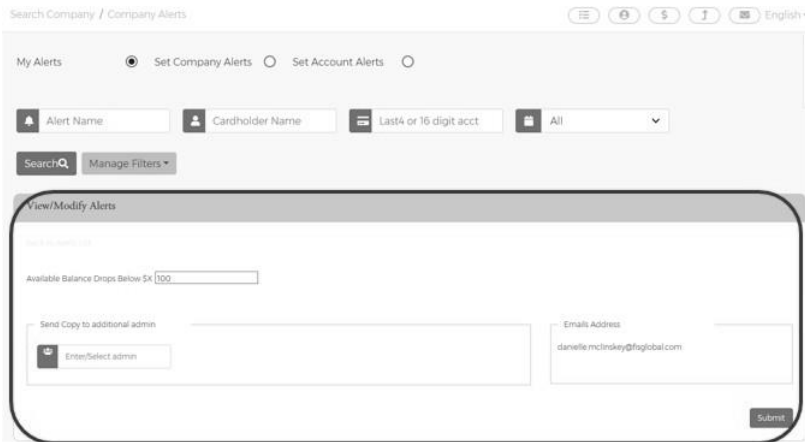 Search Company / Company Alerts English
My Alerts Set Company Alerts Set Account Alerts
Alert Name Cardholder Name Last4 or 16 digit acct All
Search Manage Filters
View/Modify Alerts
Available Balance Drops Below $X 100
Send Copy to additional admin Emails Address
Enter/Select admin danielle.mclinskey@fisglobal.com
Submit